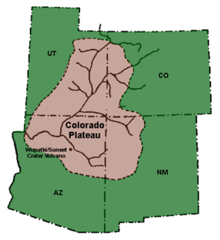 UT
CO
Colorado
Plateau
Wupatki/Sunset
Crater Volcano
AZ
NM